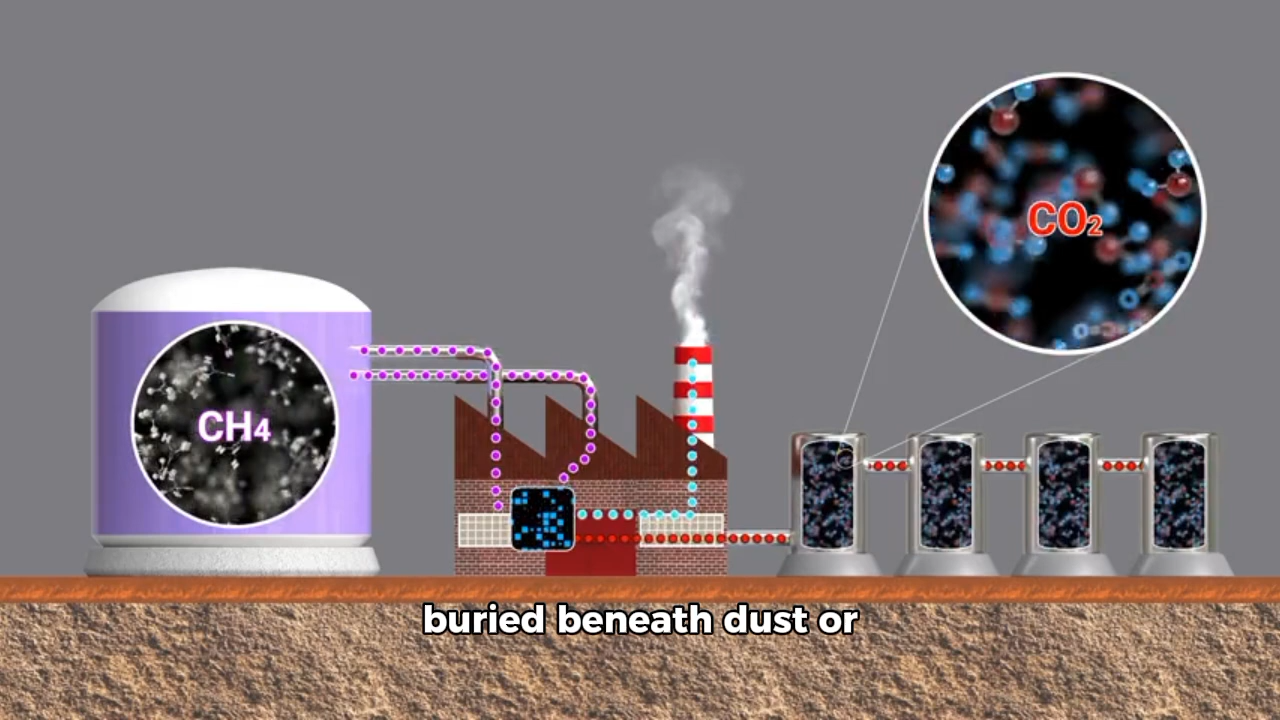 CO₂
CH₄
buried beneath dust or